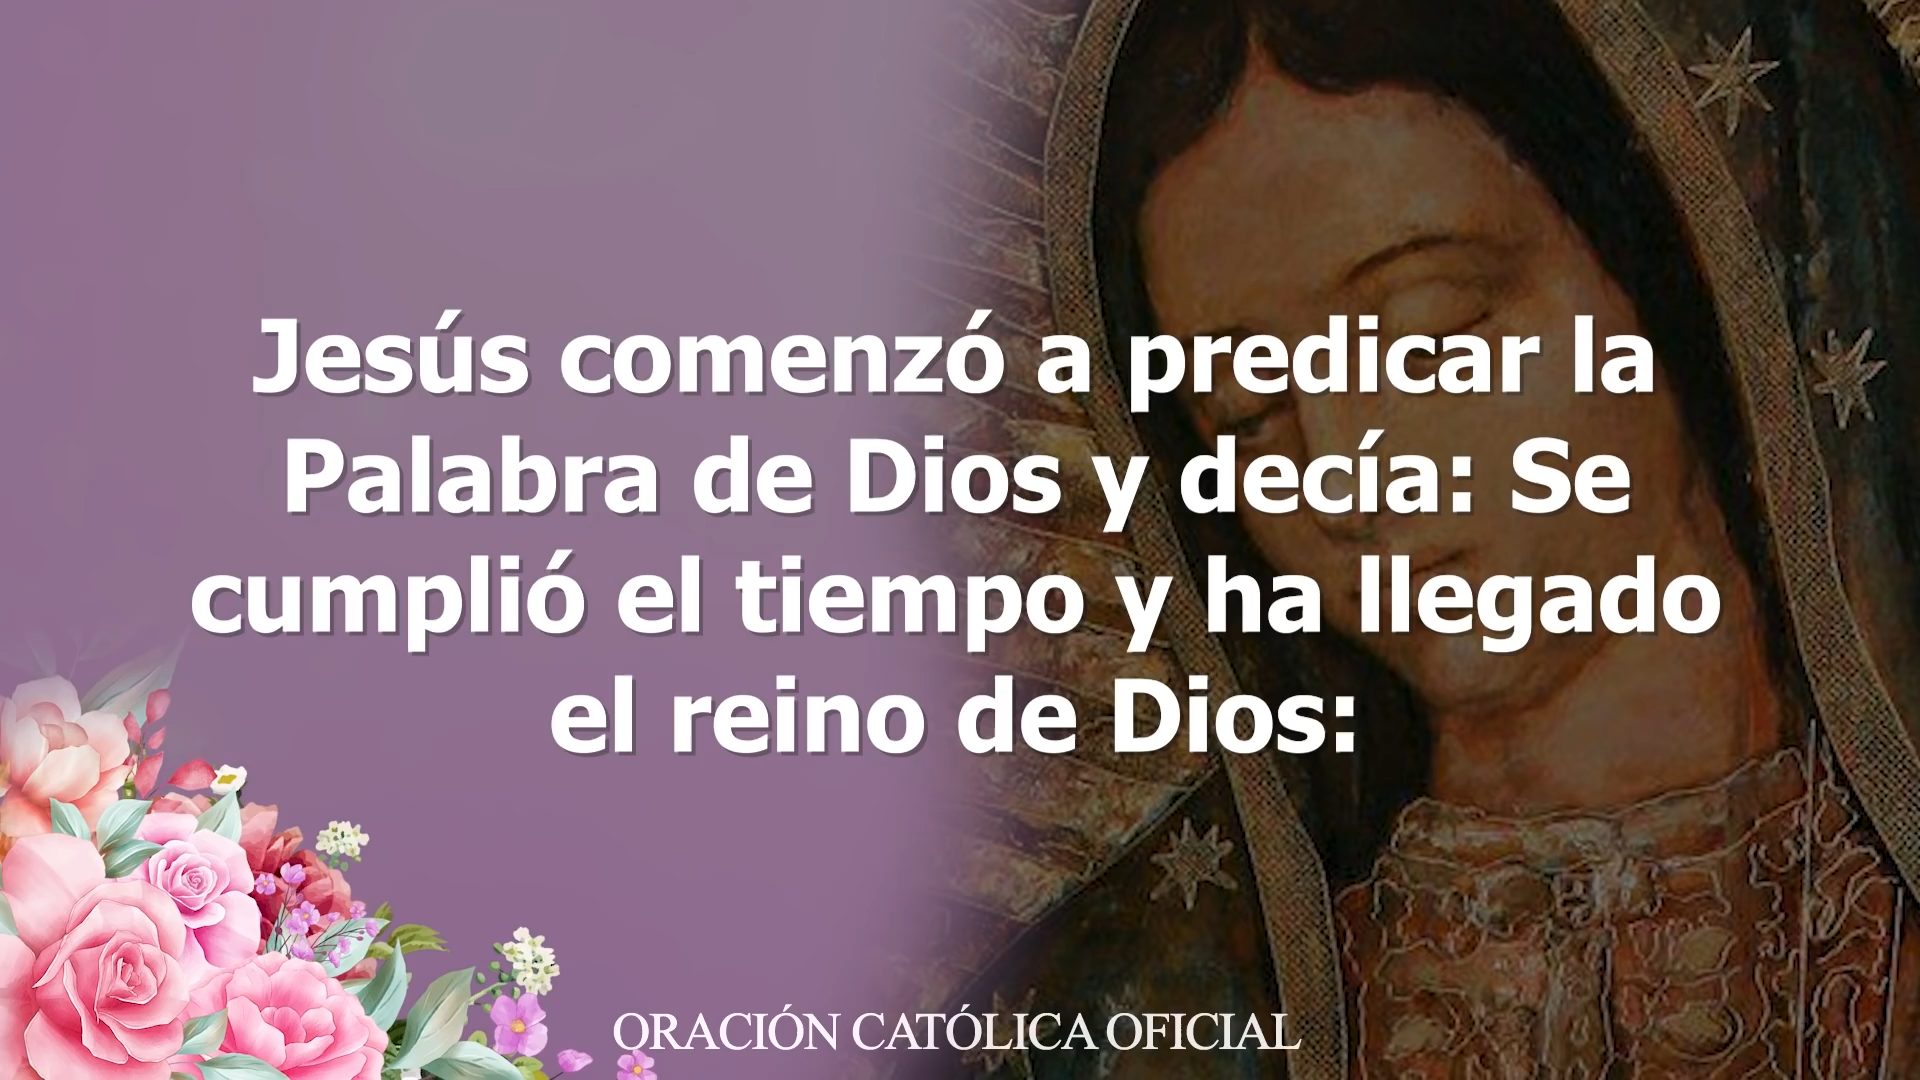 Jesús comenzó a predicar la
Palabra de Dios y decía: Se
cumplió el tiempo y ha llegado
el reino de Dios:
ORACIÓN CATÓLICA OFICIAL